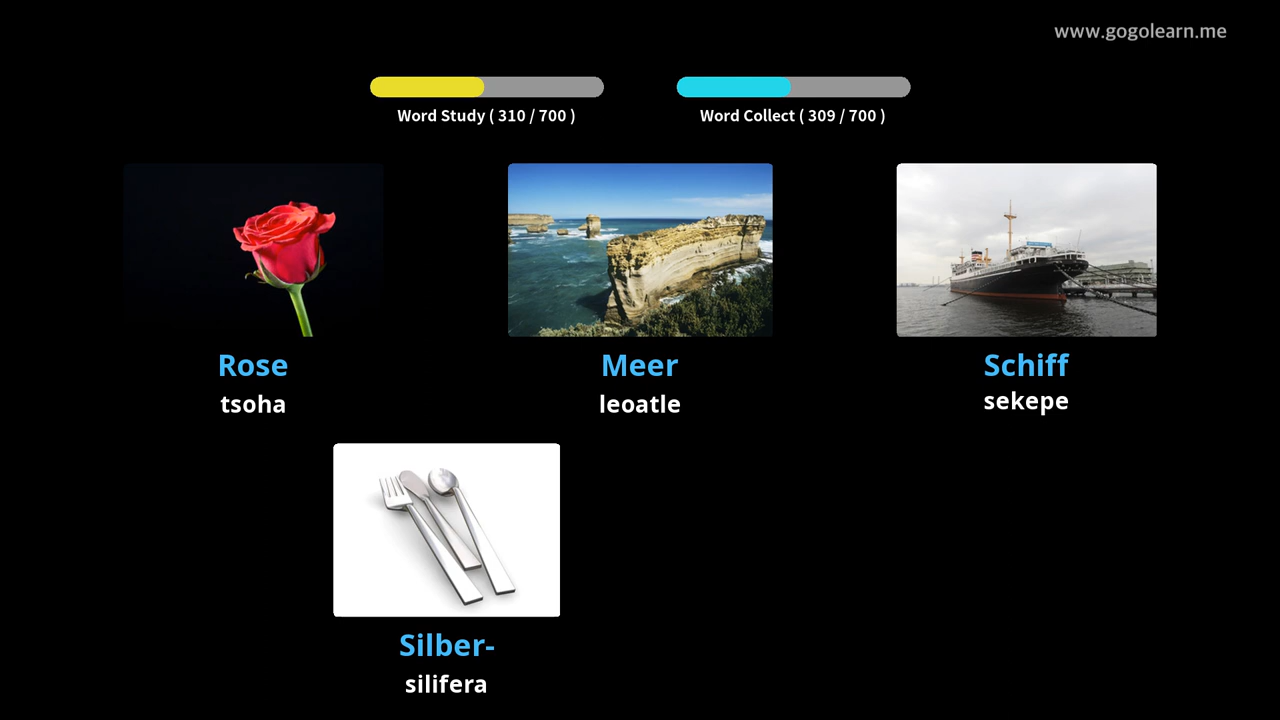 www.gogolearn.me
Word Study ( 310 / 700 )
Word Collect ( 309 / 700 )
Rose
tsoha
Meer
leoatle
Schiff
sekepe
Silber-
silifera